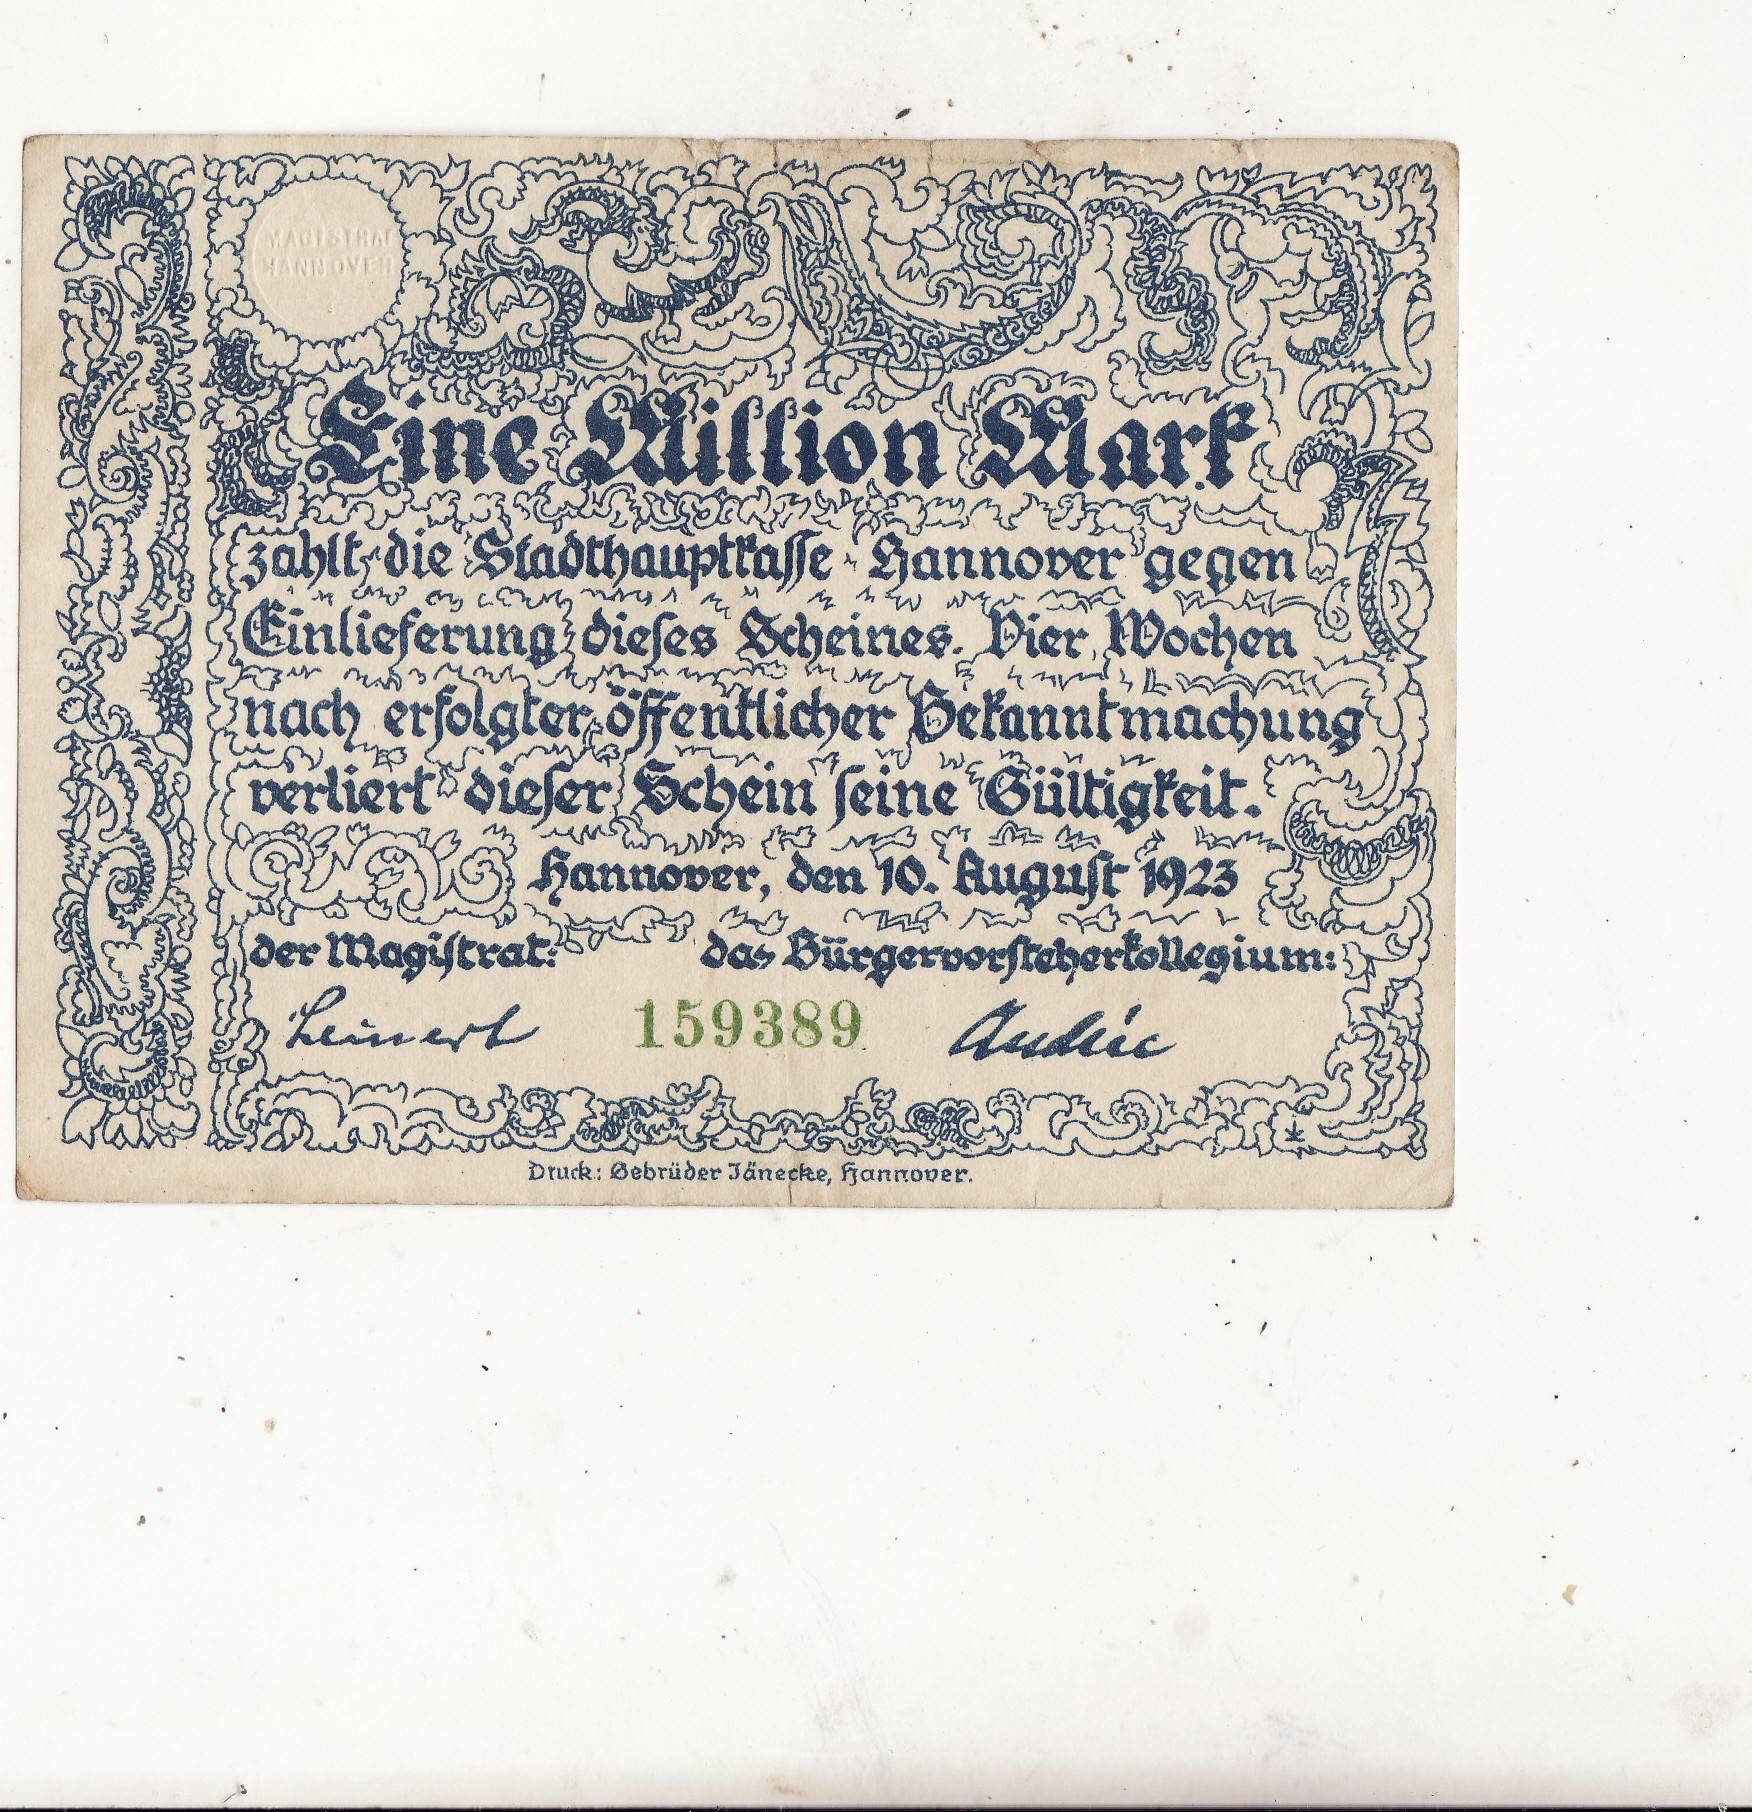 MAGISTRAT
HANNOVER
Eine Million Mark
zahlt die Stadthauptkasse Hannover gegen
Einlieferung dieses Scheines. Vier Wochen
nach erfolgter öffentlicher Bekanntmachung
verliert dieser Schein seine Gültigkeit.
Hannover, den 10. August 1923
der Magistrat: das Bürgervorsteherkollegium:
Leinert 159389
Druck: Gebrüder Jänecke, Hannover.